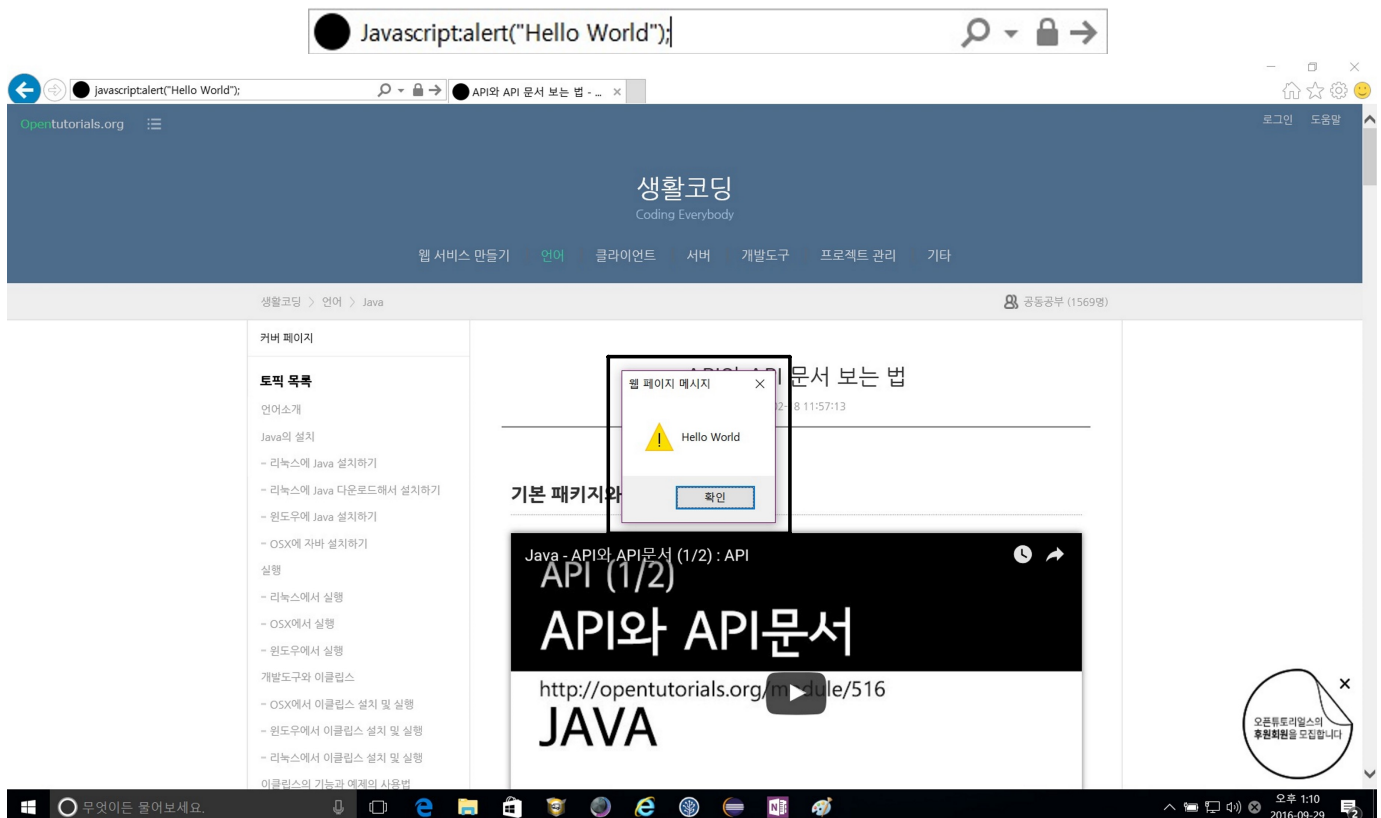 Javascript:alert("Hello World");
javascript:alert("Hello World");
API와 API 문서 보는 법 - ...
Opentutorials.org
로그인 도움말
생활코딩
Coding Everybody
웹 서비스 만들기 언어 클라이언트 서버 개발도구 프로젝트 관리 기타
생활코딩 > 언어 > Java
공동공부 (1569명)
커버 페이지
토픽 목록
언어소개
Java의 설치
- 리눅스에 Java 설치하기
- 리눅스에 Java 다운로드해서 설치하기
- 윈도우에 Java 설치하기
- OSX에 자바 설치하기
실행
- 리눅스에서 실행
- OSX에서 실행
- 윈도우에서 실행
개발도구와 이클립스
- OSX에서 이클립스 설치 및 실행
- 윈도우에서 이클립스 설치 및 실행
- 리눅스에서 이클립스 설치 및 실행
이클립스의 기능과 예제의 사용법
문서 보는 법
8 11:57:13
웹 페이지 메시지
Hello World
확인
기본 패키지와
Java - API와 API문서 (1/2) : API
API (1/2)
API와 API문서
http://opentutorials.org/module/516
JAVA
오픈튜토리얼스의
후원회원을 모집합니다
무엇이든 물어보세요.
오후 1:10
2016-09-29